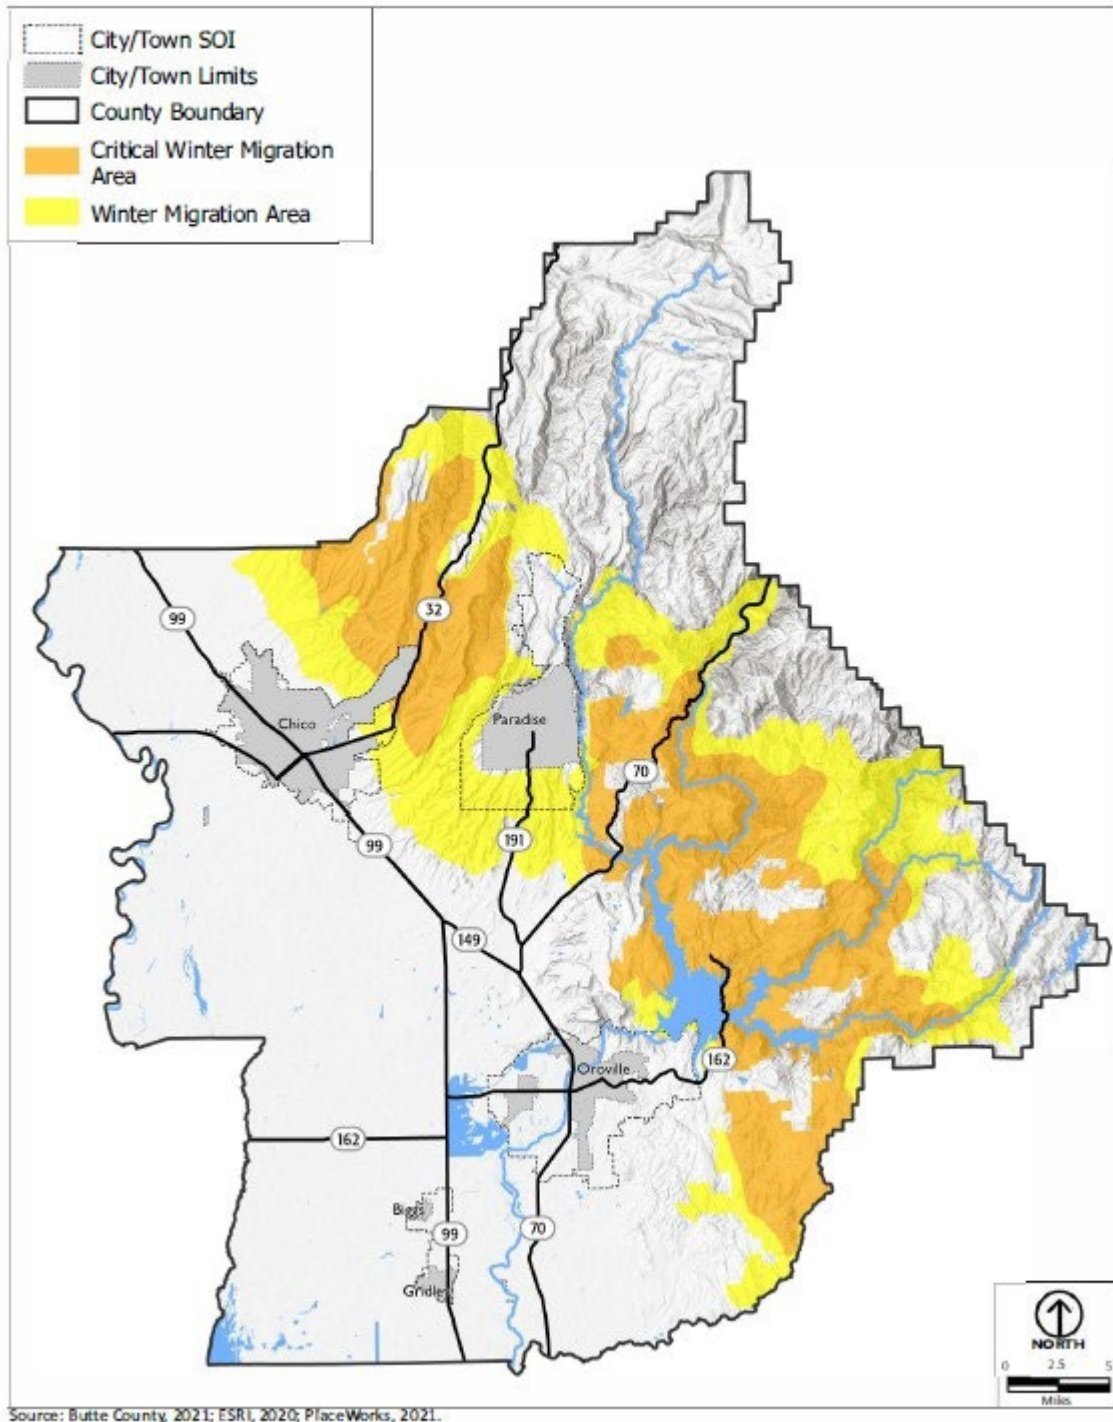 City/Town SOI
City/Town Limits
County Boundary
Critical Winter Migration
Area
Winter Migration Area
99
32
Chico
Paradise
70
191
99
149
Oroville
162
162
Biggs
99
70
Gridle
NORTH
0 2.5 5
Miles
Source: Butte County, 2021; ESRI, 2020; PlaceWorks, 2021.